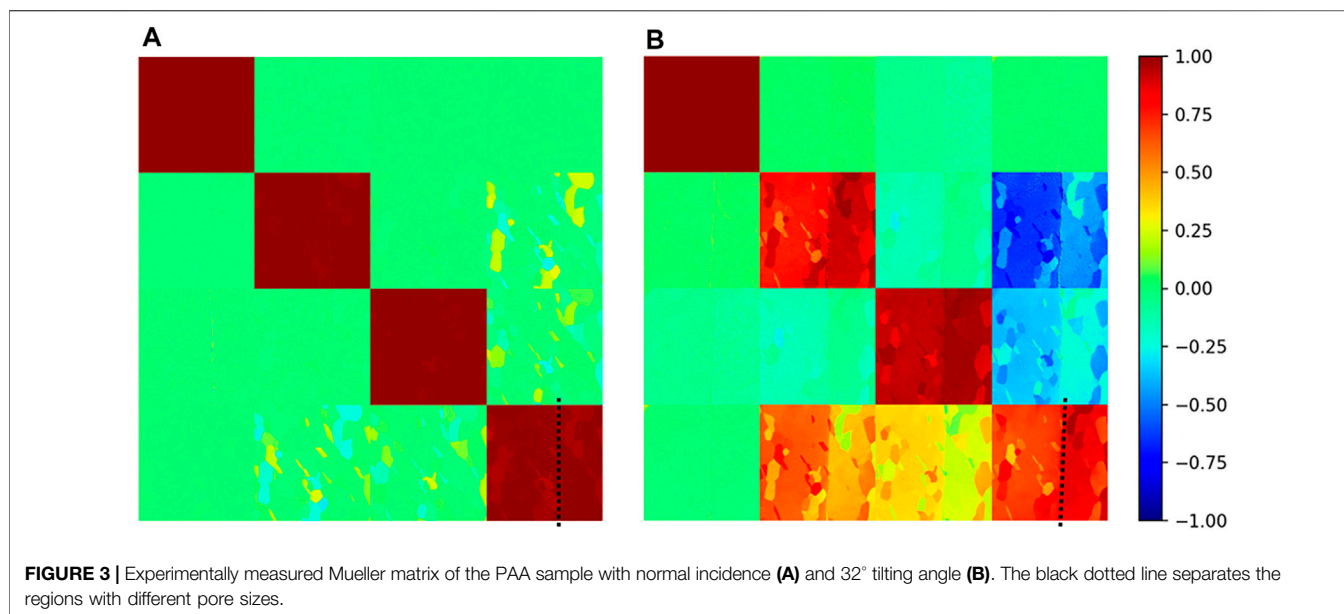 A
B
1.00
0.75
0.50
0.25
0.00
−0.25
−0.50
−0.75
−1.00
FIGURE 3 | Experimentally measured Mueller matrix of the PAA sample with normal incidence (A) and 32° tilting angle (B). The black dotted line separates the
regions with different pore sizes.